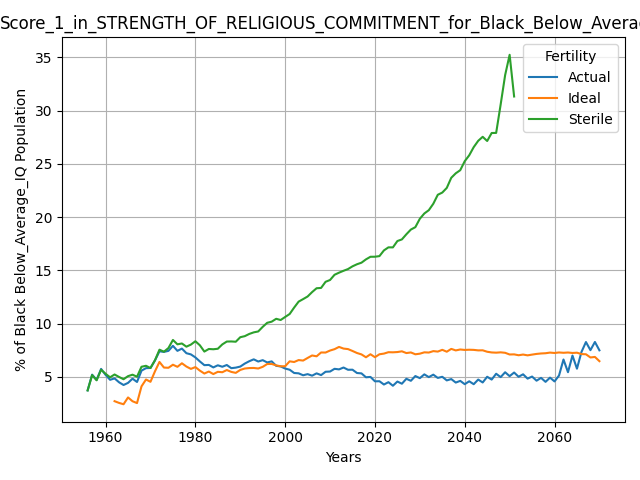 Score_1_in_STRENGTH_OF_RELIGIOUS_COMMITMENT_for_Black_Below_Avera
35
30
25
20
15
10
5
% of Black Below_Average_IQ Population
Fertility
Actual
Ideal
Sterile
1960
1980
2000
2020
2040
2060
Years